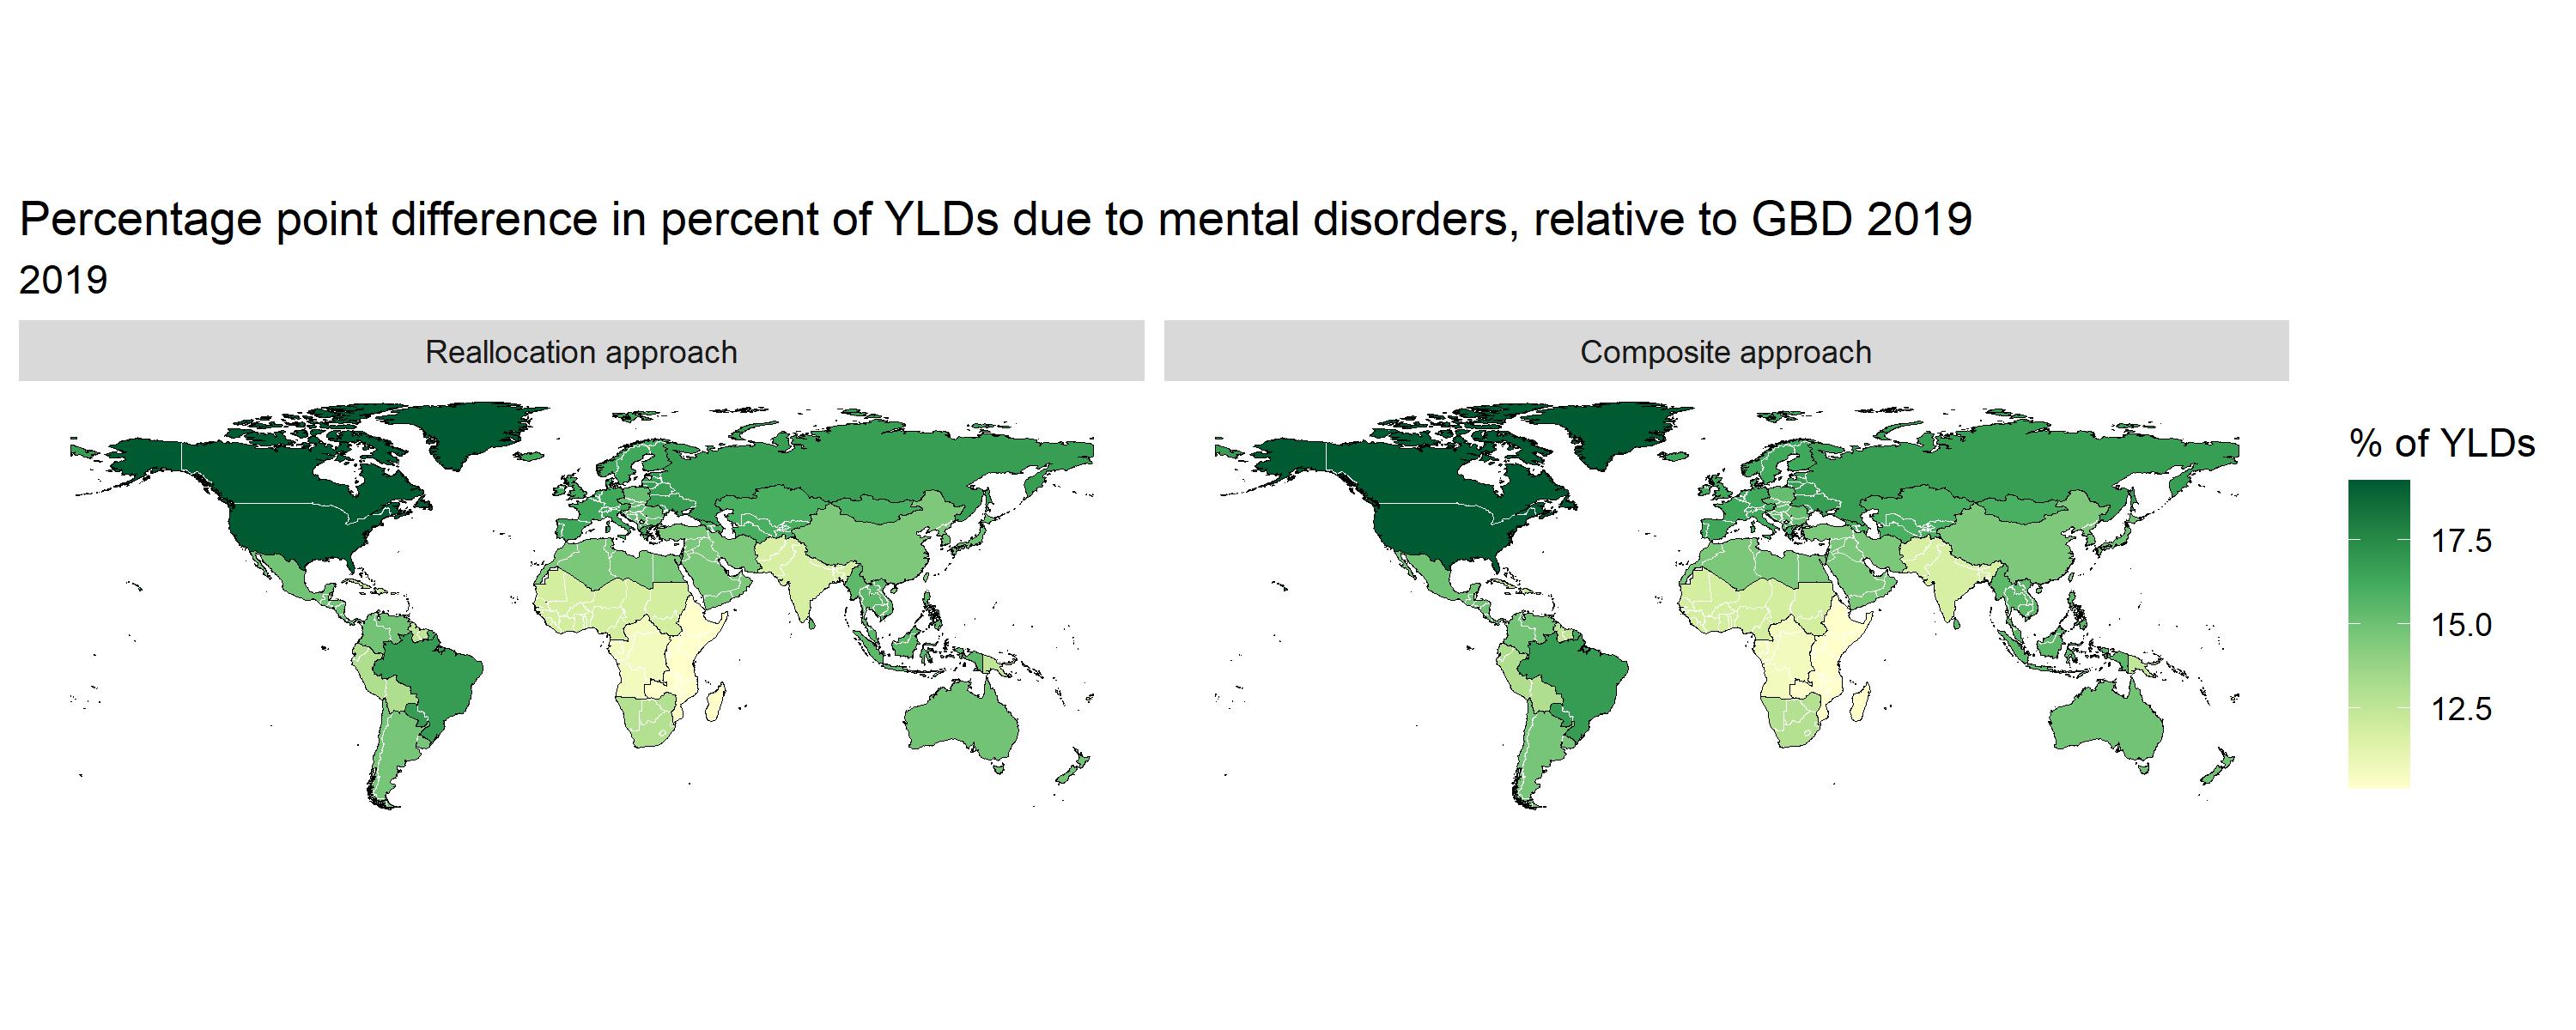 Percentage point difference in percent of YLDs due to mental disorders, relative to GBD 2019
2019
Reallocation approach
Composite approach
% of YLDs
17.5
15.0
12.5